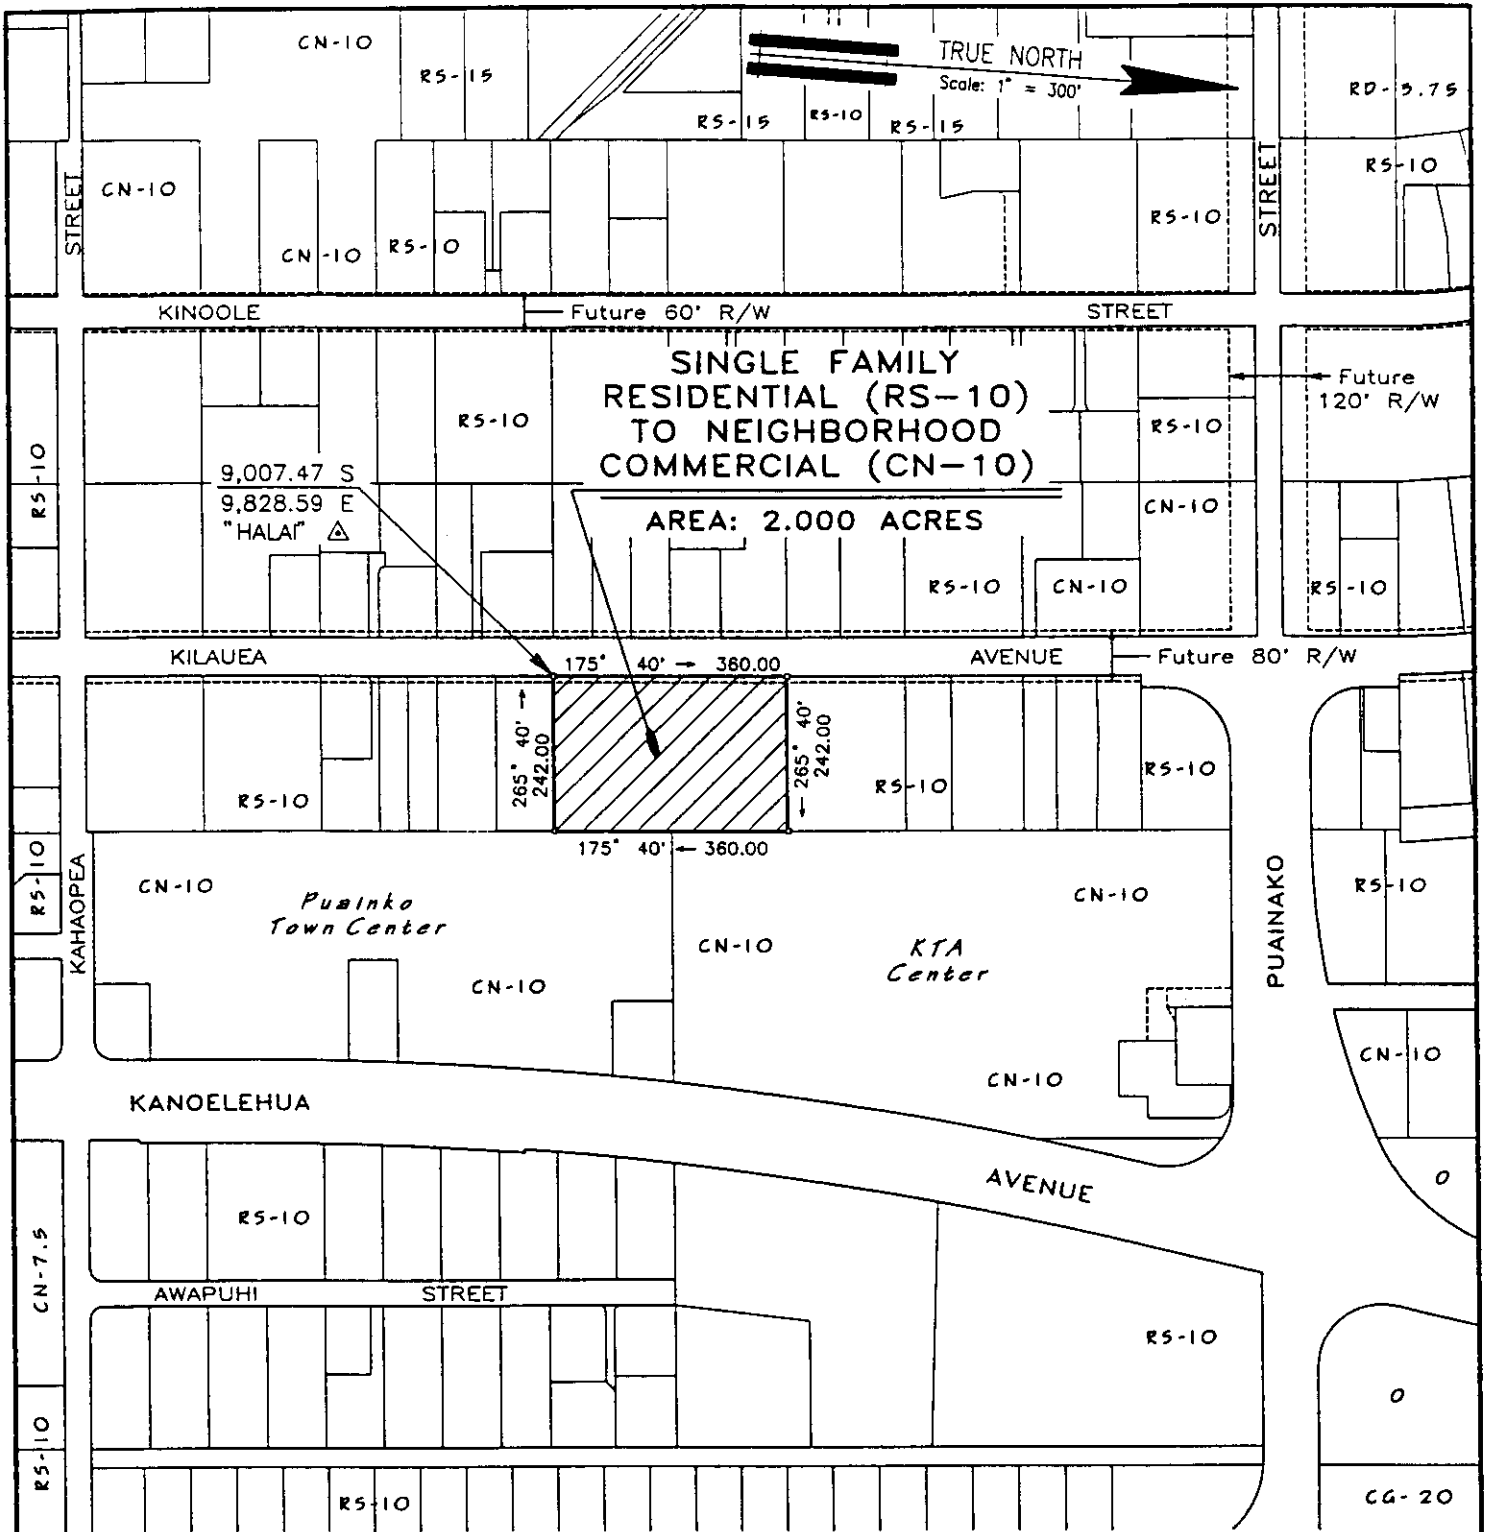 CN-10
RS-15
TRUE NORTH
Scale: 1" = 300'
RD-3.75
RS-15
RS-10
RS-15
RS-10
STREET
CN-10
CN-10
RS-10
RS-10
STREET
KINOOLE
Future 60' R/W
STREET
SINGLE FAMILY
RESIDENTIAL (RS-10)
TO NEIGHBORHOOD
COMMERCIAL (CN-10)
AREA: 2.000 ACRES
Future
120' R/W
RS-10
RS-10
RS-10
9,007.47 S
9,828.59 E
"HALAI"
CN-10
RS-10
CN-10
RS-10
KILAUEA
AVENUE
Future 80' R/W
175° 40' → 360.00
265° 40' →
242.00
← 265° 40'
242.00
RS-10
RS-10
RS-10
175° 40' ← 360.00
RS-10
KAHAOPEA
CN-10
Puainko
Town Center
CN-10
CN-10
KTA
Center
CN-10
CN-10
PUAINAKO
RS-10
CN-10
KANOELEHUA
AVENUE
O
RS-10
CN-7.5
AWAPUHI
STREET
RS-10
O
RS-10
RS-10
CG-20